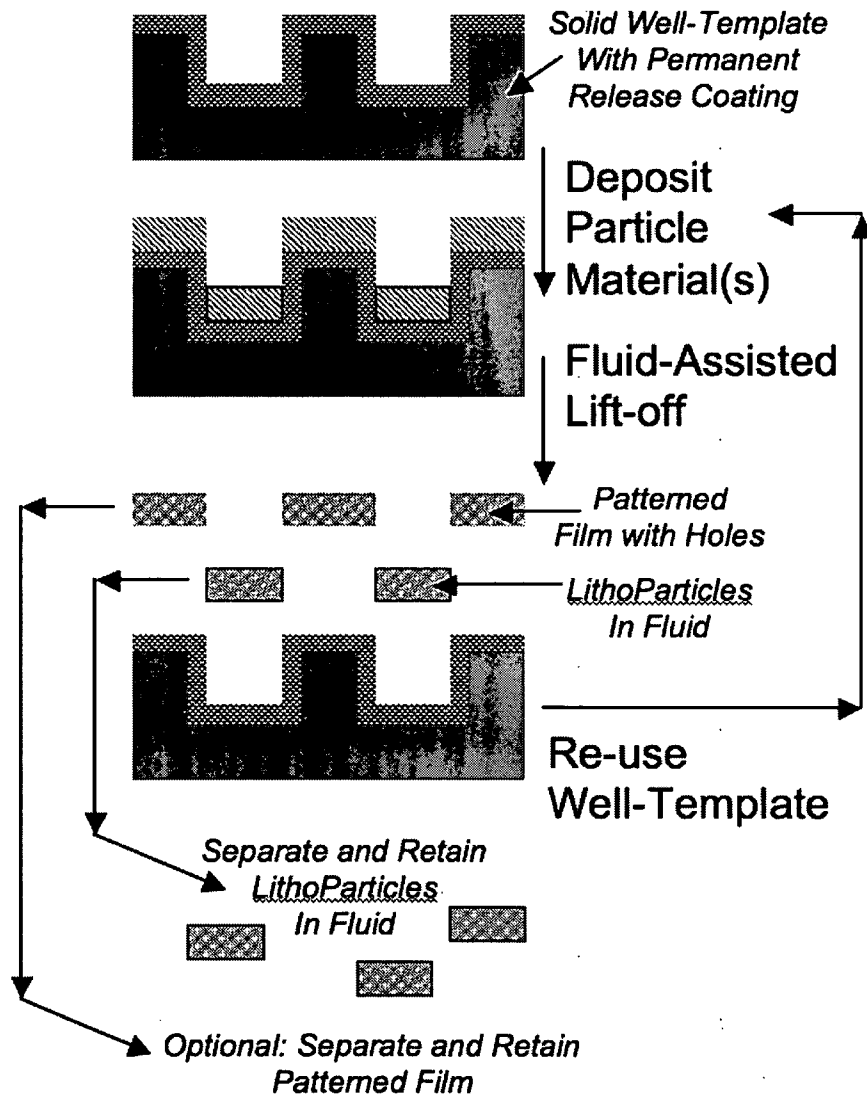 Solid Well-Template
With Permanent
Release Coating
Deposit
Particle
Material(s)
Fluid-Assisted
Lift-off
Patterned
Film with Holes
LithoParticles
In Fluid
Re-use
Well-Template
Separate and Retain
LithoParticles
In Fluid
Optional: Separate and Retain
Patterned Film